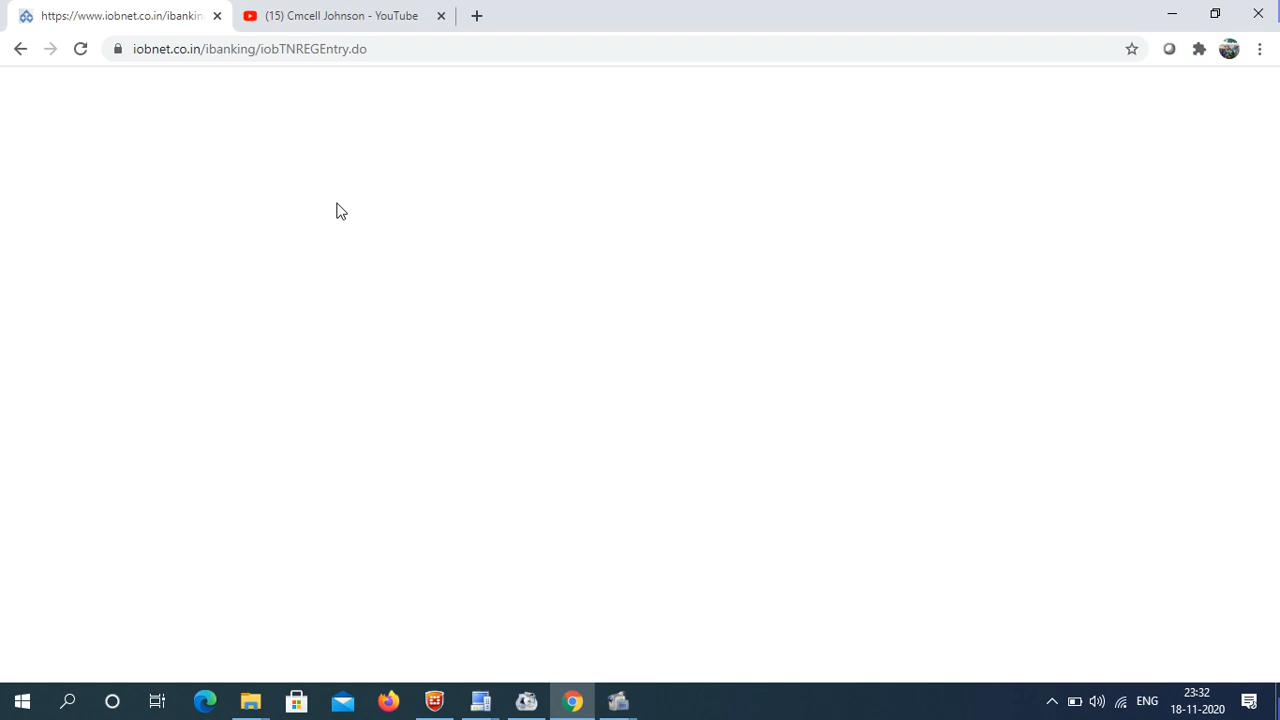 https://www.iobnet.co.in/ibankin
(15) Cmcell Johnson - YouTube
iobnet.co.in/ibanking/iobTNREGEntry.do
ENG
23:32
18-11-2020